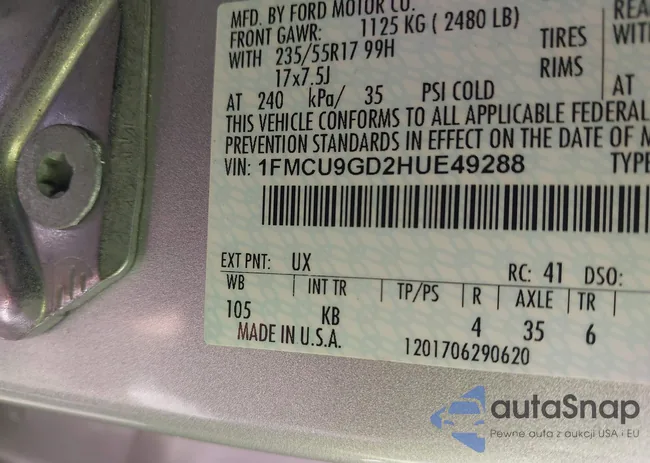 MFD. BY FORD MOTOR CO.
FRONT GAWR: 1125 KG ( 2480 LB)
WITH 235/55R17 99H TIRES
17x7.5J RIMS
AT 240 kPa/ 35 PSI COLD
REA
WIT
AT
THIS VEHICLE CONFORMS TO ALL APPLICABLE FEDERAL
PREVENTION STANDARDS IN EFFECT ON THE DATE OF M
VIN: 1FMCU9GD2HUE49288 TYPE
EXT PNT: UX RC: 41 DSO:
WB INT TR TP/PS R AXLE TR
105 KB 4 35 6
MADE IN U.S.A. 1201706290620
autaSnap
Pewne auta z aukcji USA i EU